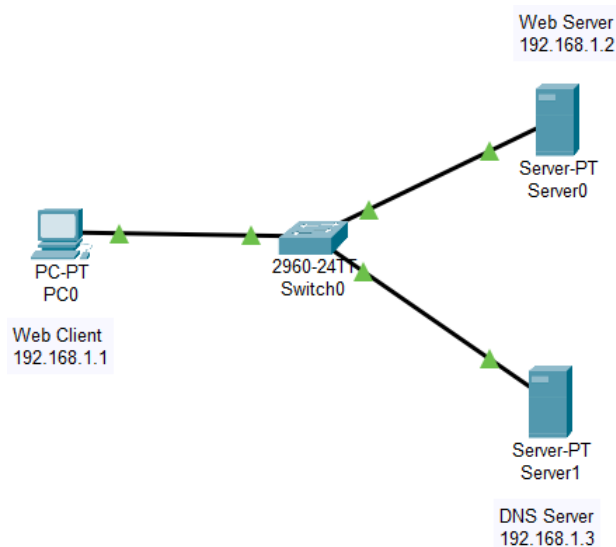 Web Server
192.168.1.2
Server-PT
Server0
2960-24TT
Switch0
PC-PT
PC0
Web Client
192.168.1.1
Server-PT
Server1
DNS Server
192.168.1.3